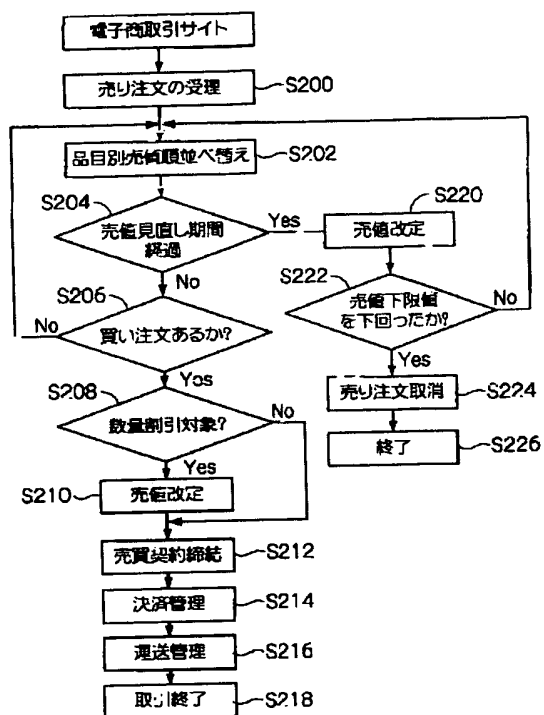 電子商取引サイト
売り注文の受理
S200
品目別売値順並べ替え
S202
S204
売値見直し期間
経過
Yes
S220
売値改定
No
S222
売値下限値
を下回ったか?
No
S206
買い注文あるか?
No
Yes
Yes
売り注文取消
S224
S208
数量割引対象?
No
終了
S226
Yes
S210
売値改定
売買契約締結
S212
決済管理
S214
運送管理
S216
取引終了
S218